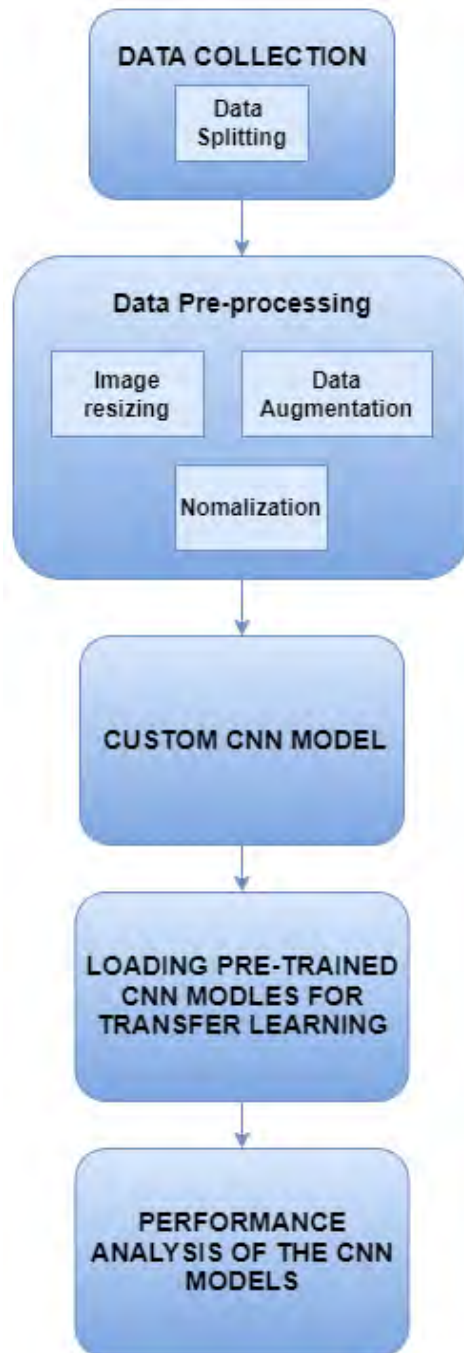 DATA COLLECTION
Data
Splitting
Data Pre-processing
Image
resizing
Data
Augmentation
Nomalization
CUSTOM CNN MODEL
LOADING PRE-TRAINED
CNN MODLES FOR
TRANSFER LEARNING
PERFORMANCE
ANALYSIS OF THE CNN
MODELS